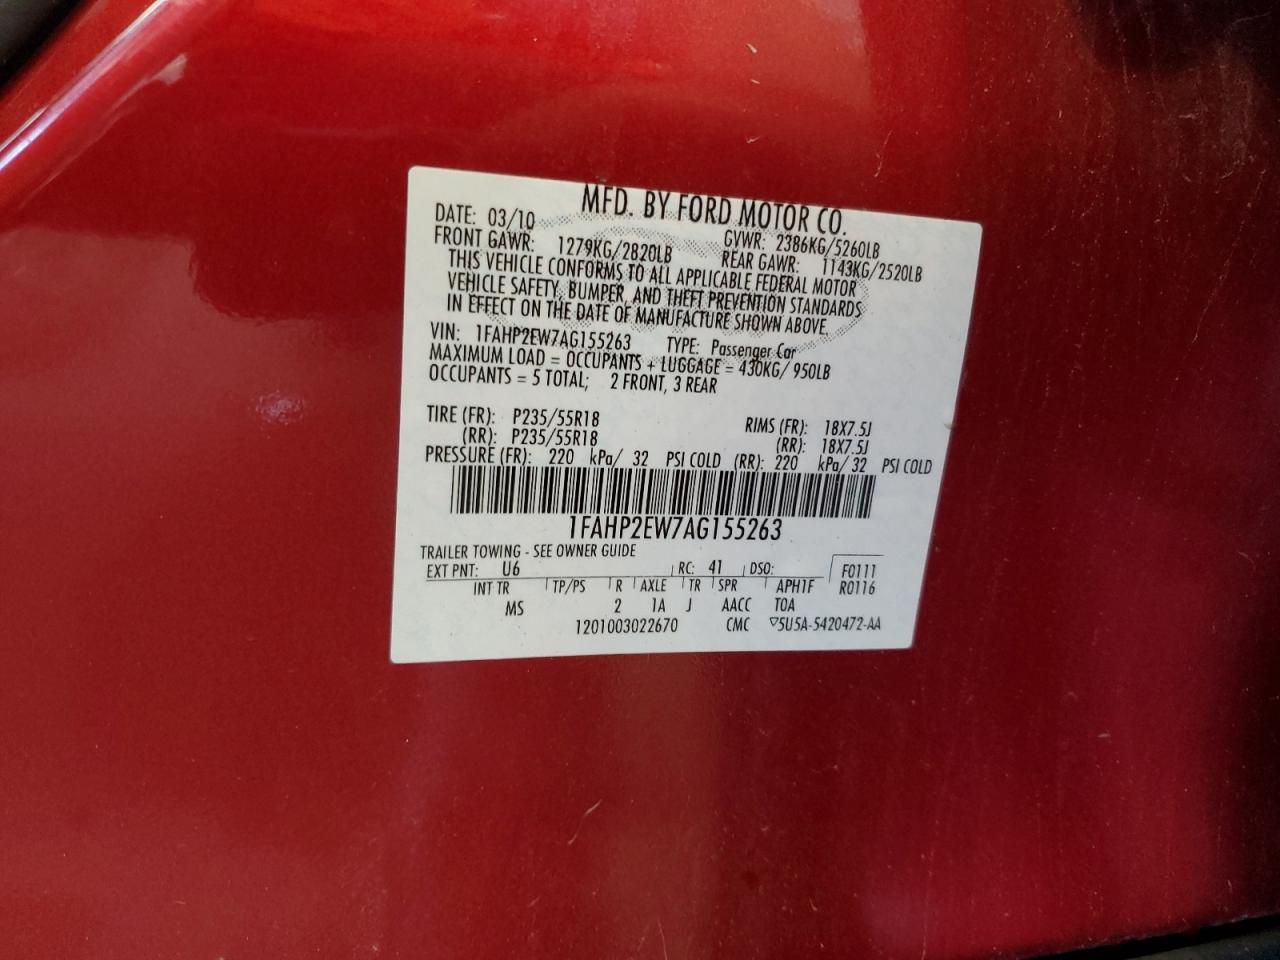 MFD. BY FORD MOTOR CO.
DATE: 03/10 GVWR: 2386KG/5260LB
FRONT GAWR: 1279KG/2820LB REAR GAWR: 1143KG/2520LB
THIS VEHICLE CONFORMS TO ALL APPLICABLE FEDERAL MOTOR
VEHICLE SAFETY, BUMPER, AND THEFT PREVENTION STANDARDS
IN EFFECT ON THE DATE OF MANUFACTURE SHOWN ABOVE.
VIN: 1FAHP2EW7AG155263 TYPE: Passenger Car
MAXIMUM LOAD = OCCUPANTS + LUGGAGE = 430KG/ 950LB
OCCUPANTS = 5 TOTAL; 2 FRONT, 3 REAR
TIRE (FR): P235/55R18 RIMS (FR): 18X7.5J
(RR): P235/55R18 (RR): 18X7.5J
PRESSURE (FR): 220 kPa/ 32 PSI COLD (RR): 220 kPa/ 32 PSI COLD
1FAHP2EW7AG155263
TRAILER TOWING - SEE OWNER GUIDE
EXT PNT: U6 RC: 41 DSO: F0111
INT TR TP/PS R AXLE TR SPR APH1F R0116
MS 2 1A J AACC TOA
1201003022670 CMC ▽5U5A-5420472-AA